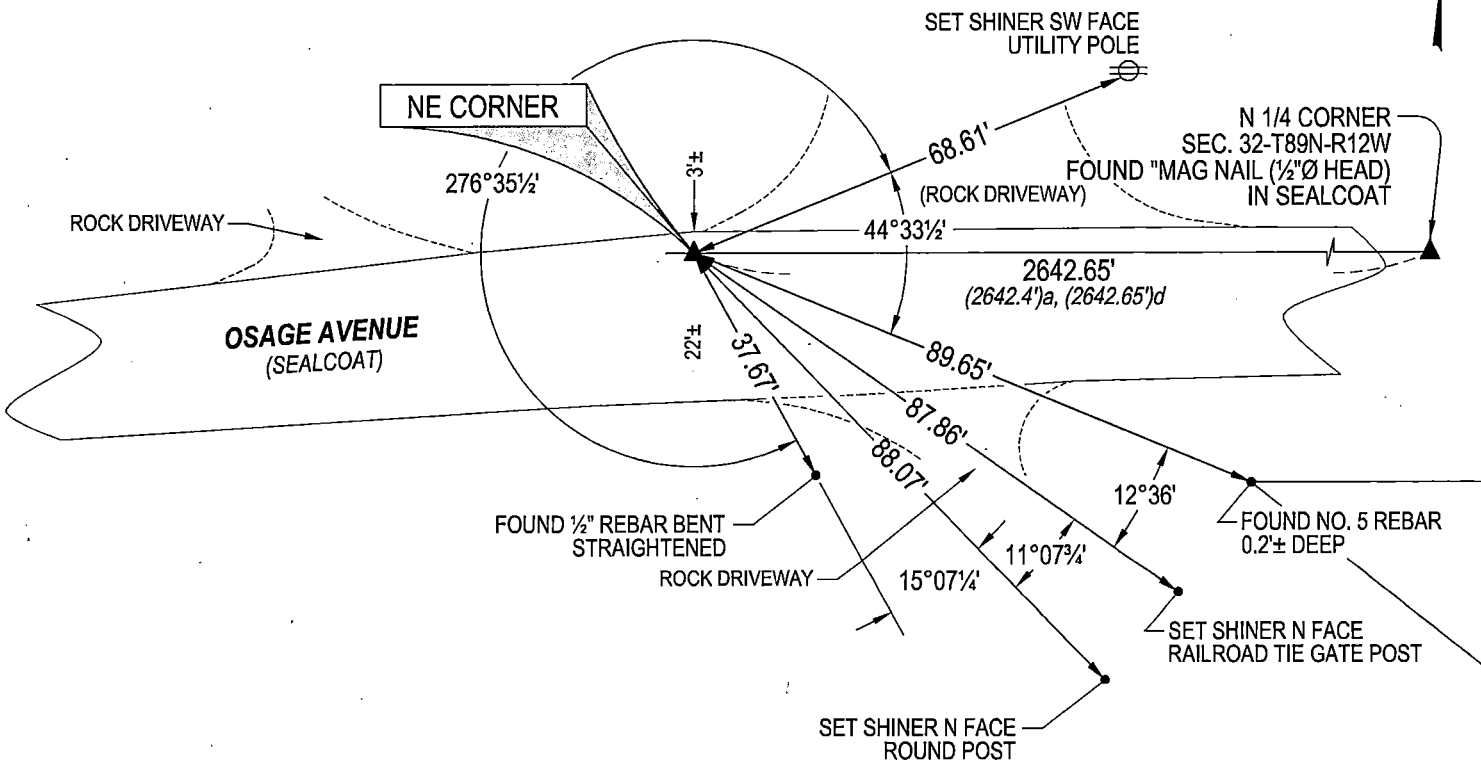 SET SHINER SW FACE
UTILITY POLE
NE CORNER
N 1/4 CORNER
SEC. 32-T89N-R12W
FOUND "MAG NAIL (½"Ø HEAD)
IN SEALCOAT
68.61'
3'±
276°35½'
(ROCK DRIVEWAY)
ROCK DRIVEWAY
44°33½'
2642.65'
(2642.4')a, (2642.65')d
OSAGE AVENUE
(SEALCOAT)
22'±
37.67'
89.65'
87.86'
88.07'
12°36'
FOUND ½" REBAR BENT
STRAIGHTENED
FOUND NO. 5 REBAR
0.2'± DEEP
11°07¾'
ROCK DRIVEWAY
15°07¼'
SET SHINER N FACE
RAILROAD TIE GATE POST
SET SHINER N FACE
ROUND POST